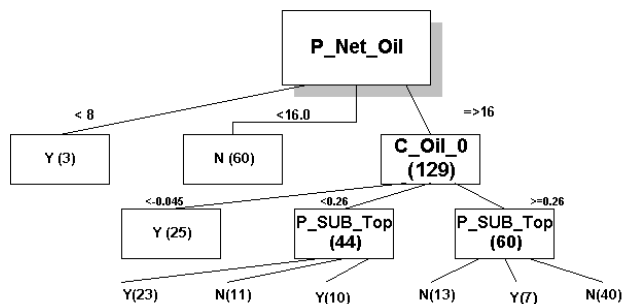 P_Net_Oil
< 8
<16.0
=>16
Y (3)
N (60)
C_Oil_0
(129)
<-0.045
<0.26
>=0.26
Y (25)
P_SUB_Top
(44)
P_SUB_Top
(60)
Y(23)
N(11)
Y(10)
N(13)
Y(7)
N(40)